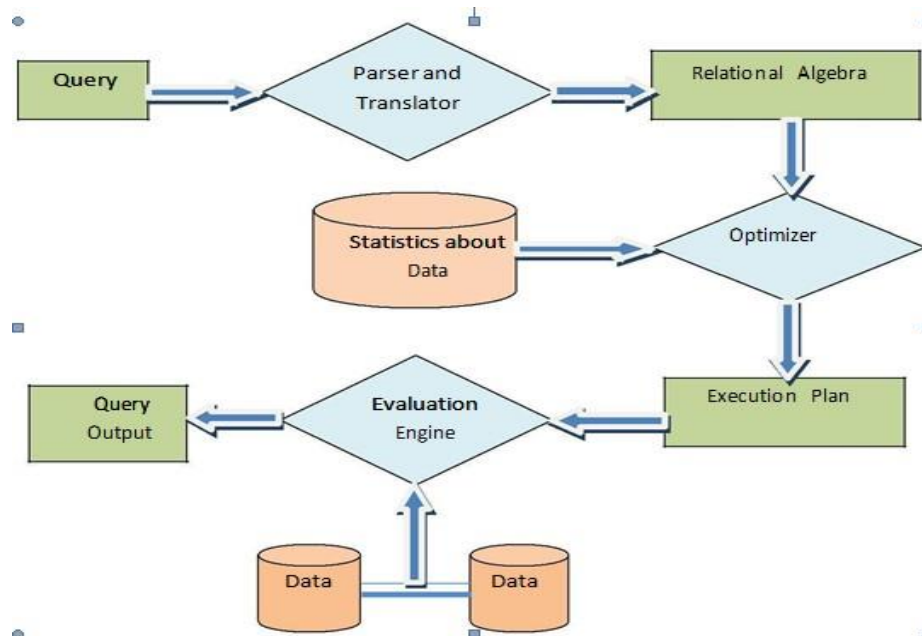 Query
Parser and
Translator
Relational Algebra
Statistics about
Data
Optimizer
Query
Output
Evaluation
Engine
Execution Plan
Data
Data